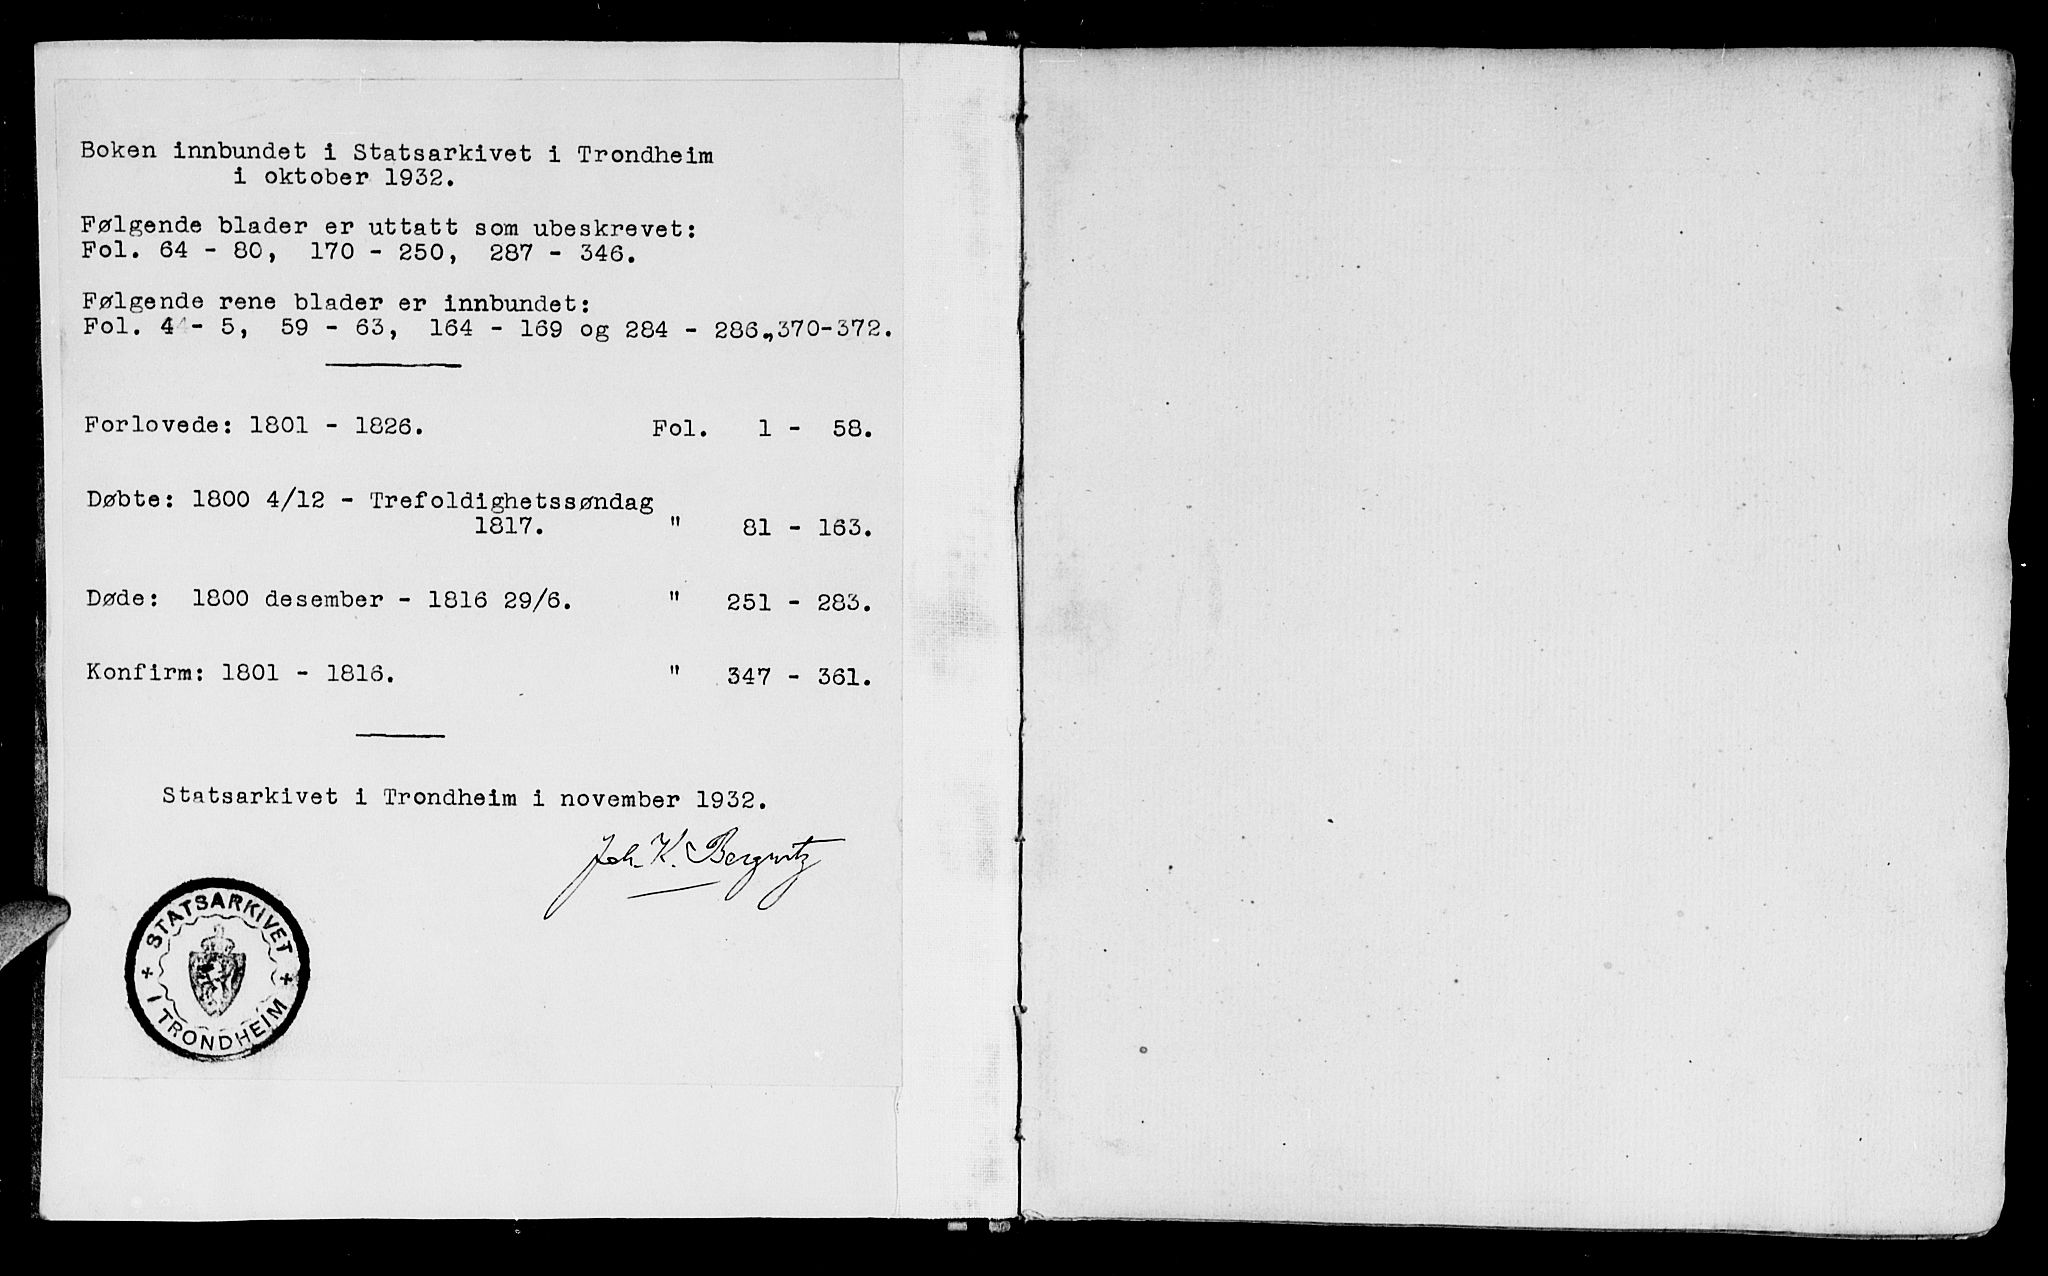 Boken innbundet i Statsarkivet i Trondheim
i oktober 1932.
Følgende blader er uttatt som ubeskrevet:
Fol. 64 - 80, 170 - 250, 287 - 346.
Følgende rene blader er innbundet:
Fol. 4 - 5, 59 - 63, 164 - 169 og 284 - 286, 370-372.
Forlovede: 1801 - 1826. Fol. 1 - 58.
Døbte: 1800 4/12 - Trefoldighetssøndag
1817. " 81 - 163.
Døde: 1800 desember - 1816 29/6. " 251 - 283.
Konfirm: 1801 - 1816. " 347 - 361.
Statsarkivet i Trondheim i november 1932.
Joh. K. Bergwitz
STATSARKIVET
I TRONDHEIM